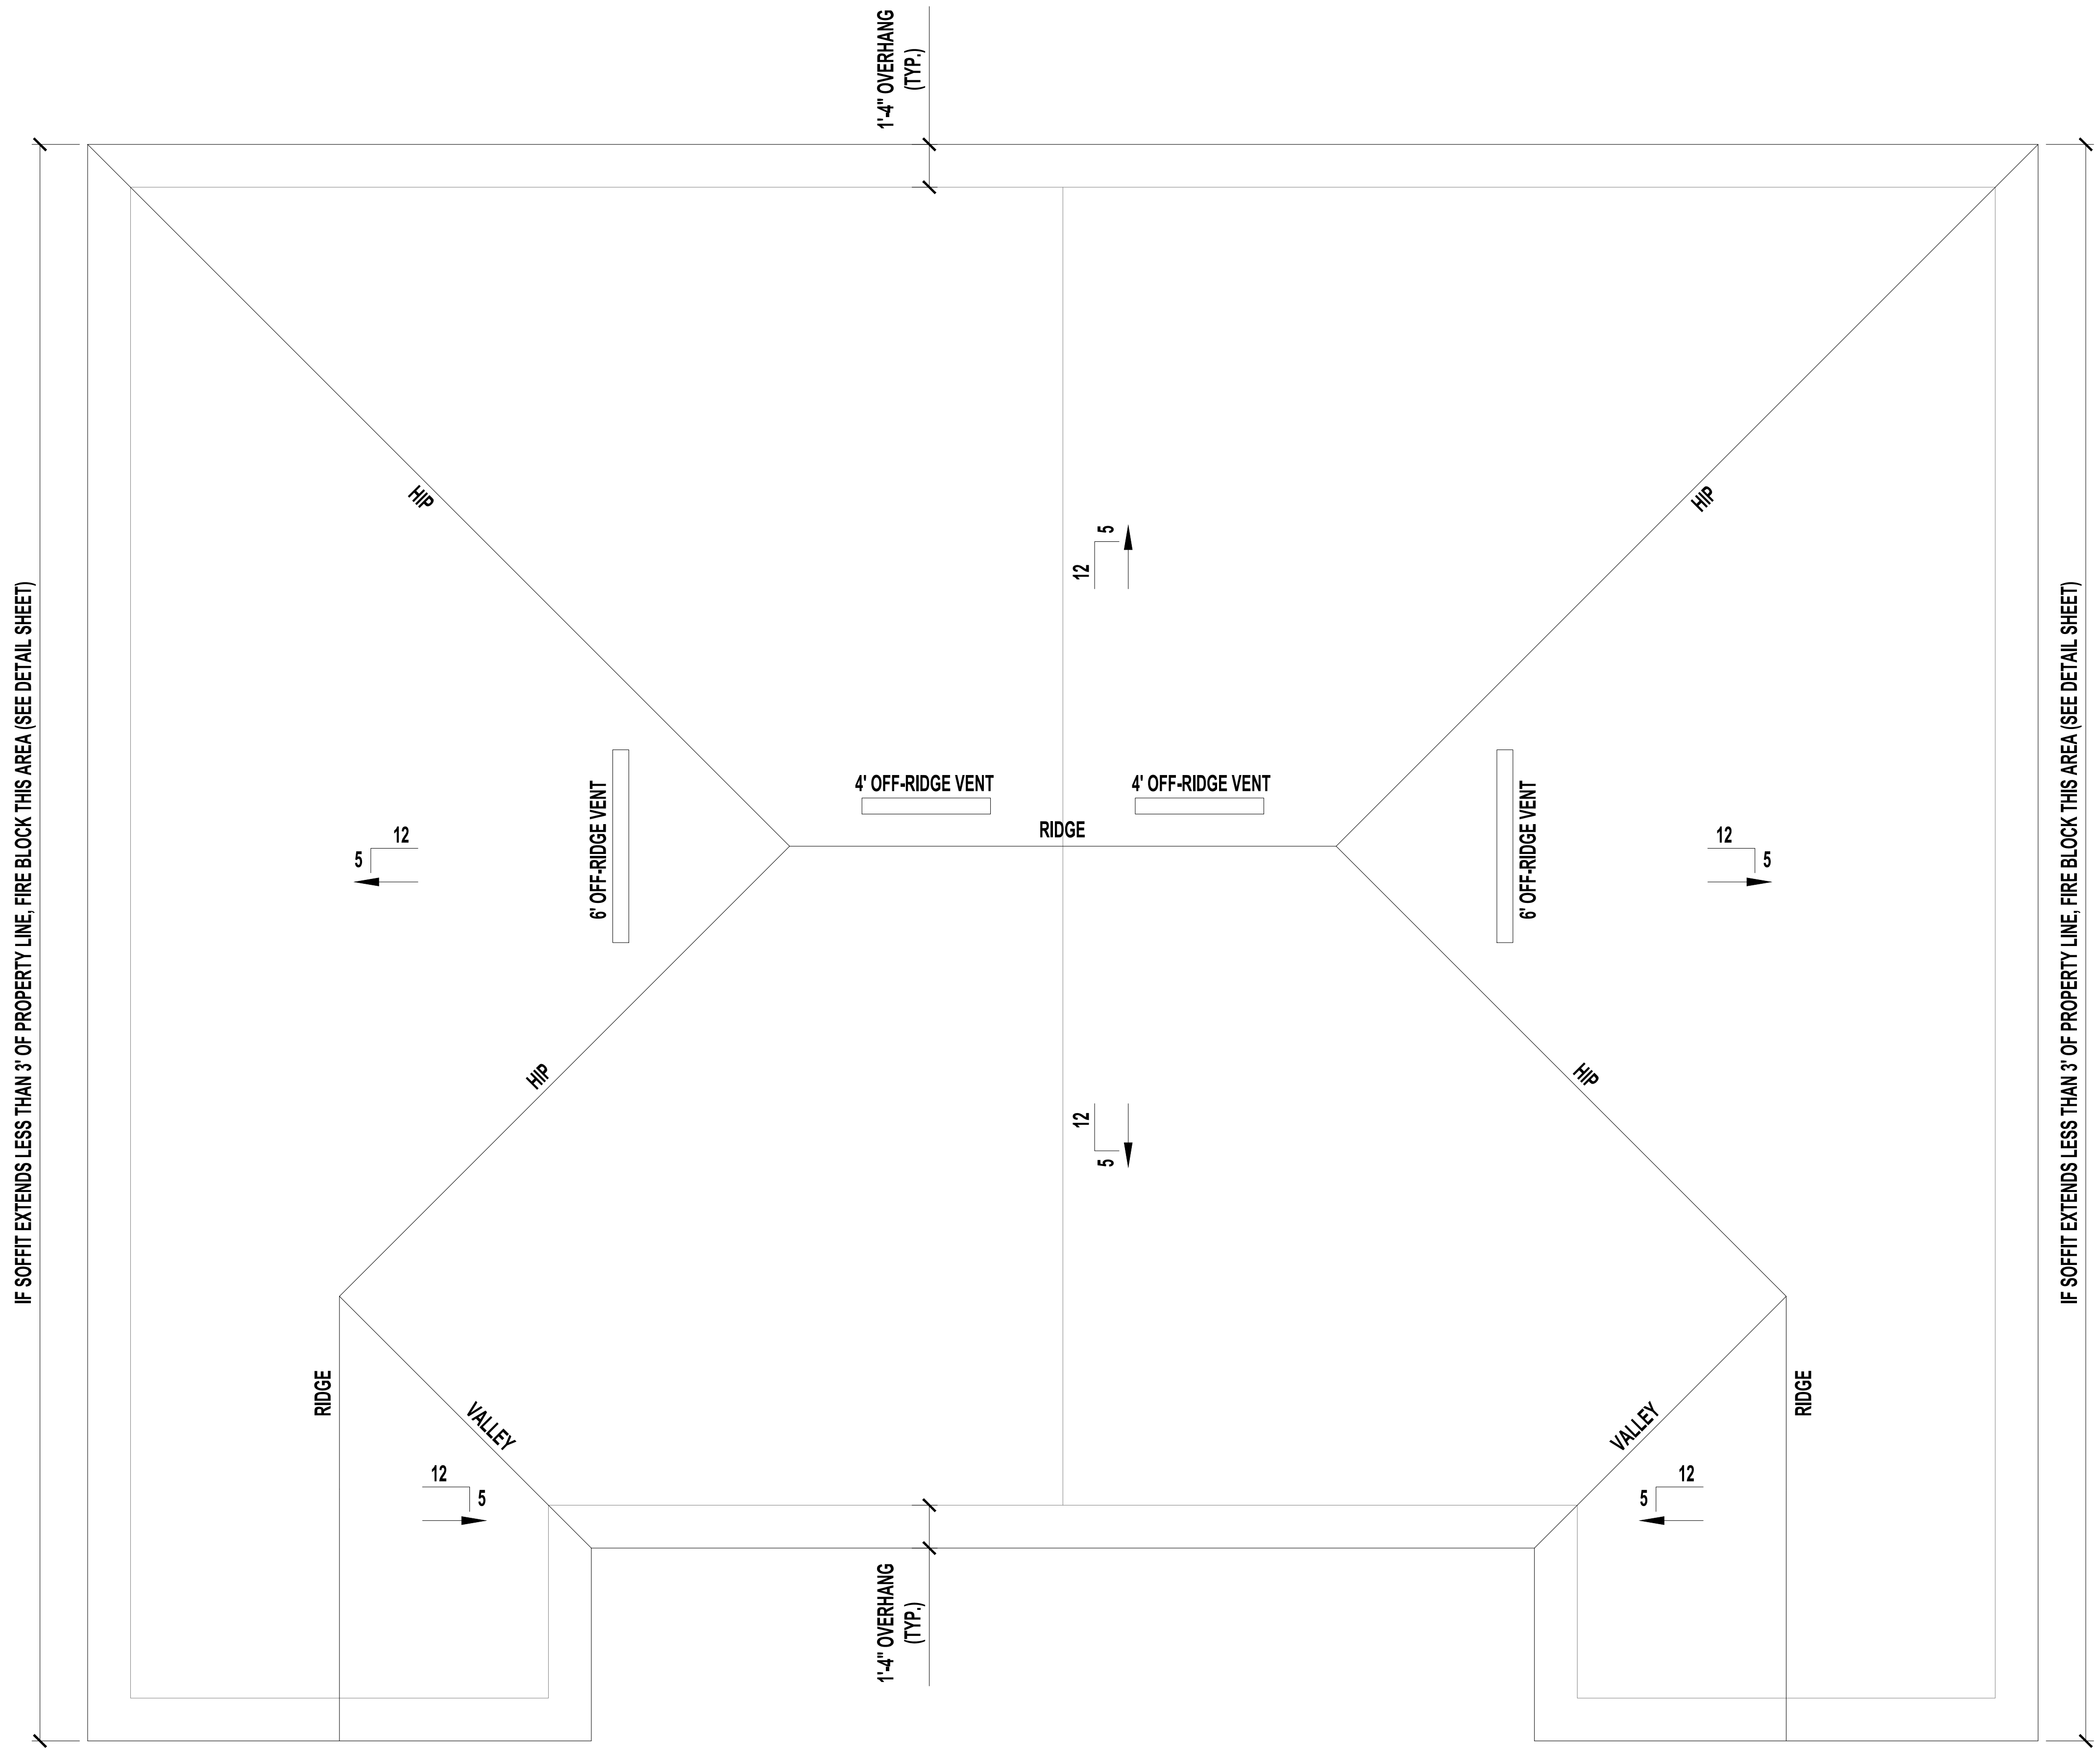 1'-4" OVERHANG
(TYP.)
HIP
HIP
5
12
IF SOFFIT EXTENDS LESS THAN 3' OF PROPERTY LINE, FIRE BLOCK THIS AREA (SEE DETAIL SHEET)
IF SOFFIT EXTENDS LESS THAN 3' OF PROPERTY LINE, FIRE BLOCK THIS AREA (SEE DETAIL SHEET)
4' OFF-RIDGE VENT
4' OFF-RIDGE VENT
6' OFF-RIDGE VENT
6' OFF-RIDGE VENT
RIDGE
12
5
12
5
HIP
HIP
12
5
RIDGE
RIDGE
VALLEY
VALLEY
12
5
12
5
1'-4" OVERHANG
(TYP.)